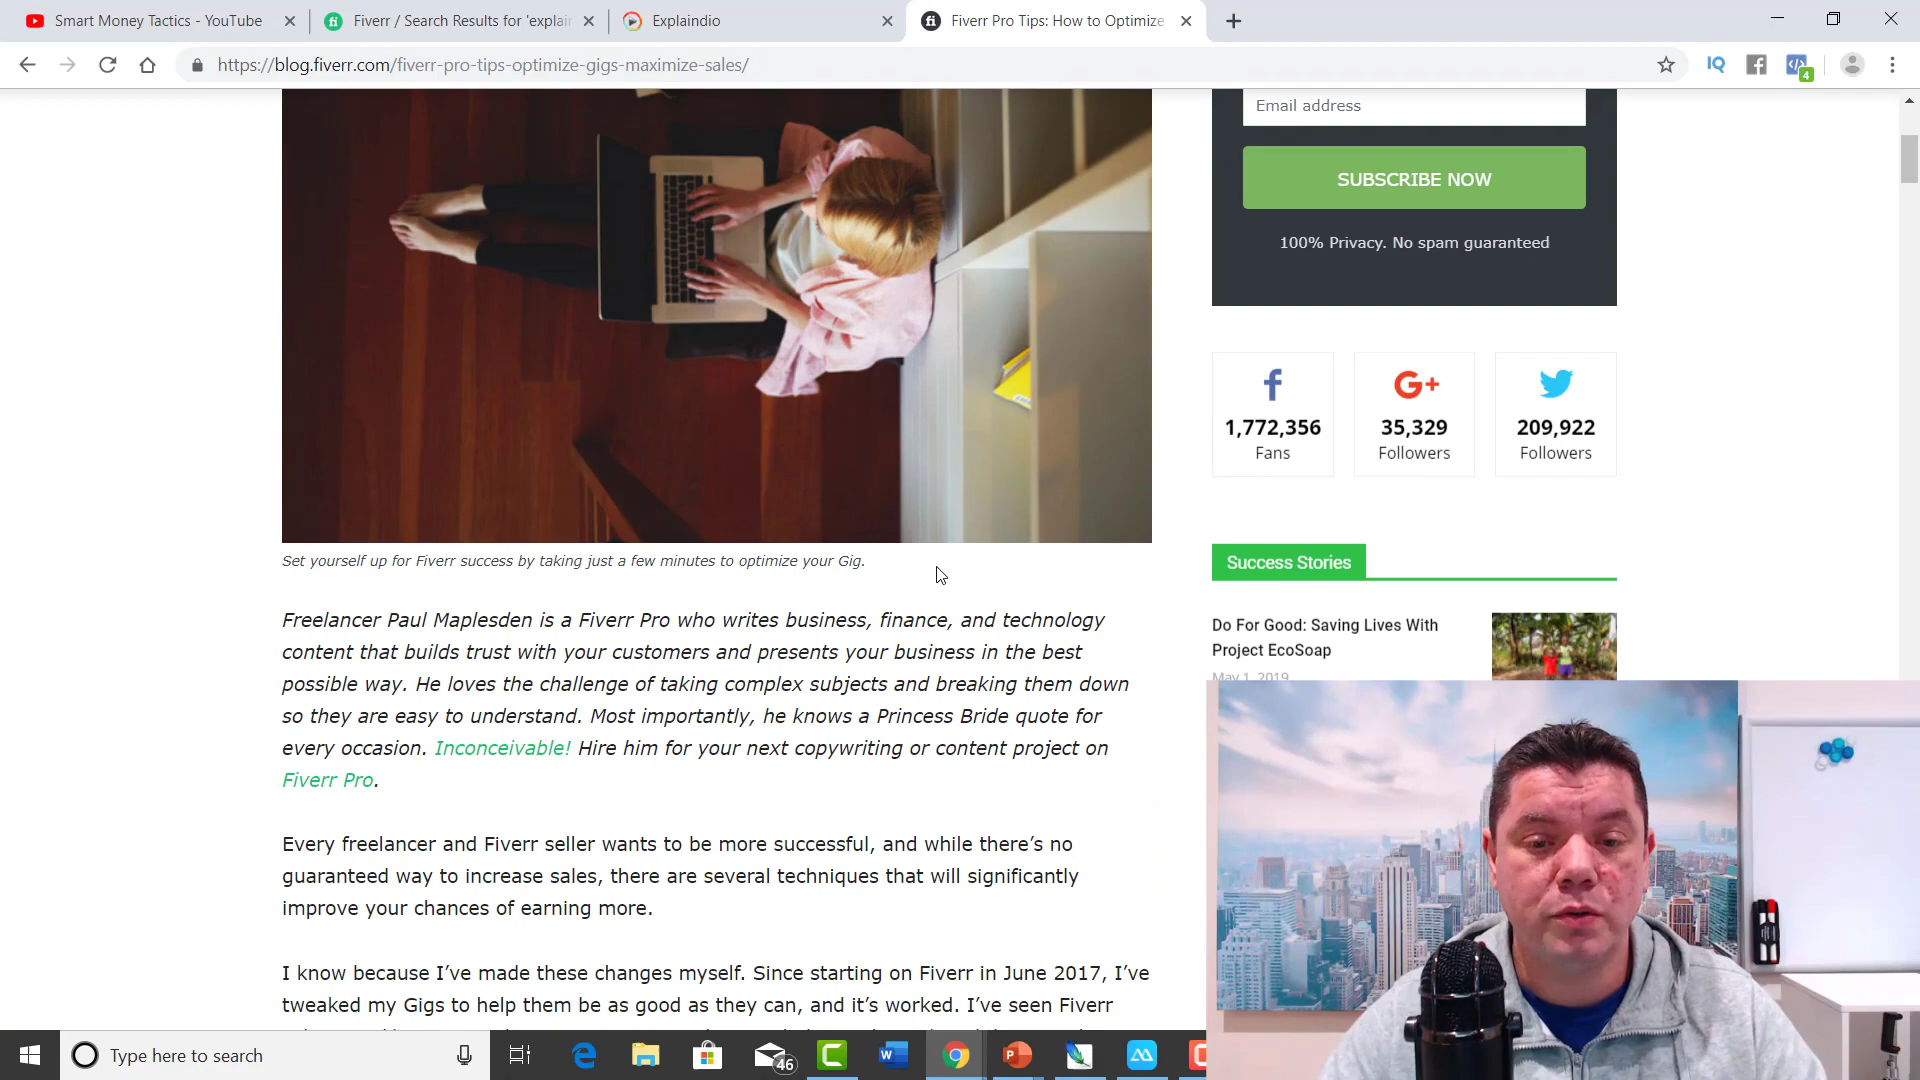 Smart Money Tactics - YouTube
Fiverr / Search Results for 'explain
Explaindio
Fiverr Pro Tips: How to Optimize
https://blog.fiverr.com/fiverr-pro-tips-optimize-gigs-maximize-sales/
IQ
4
Email address
SUBSCRIBE NOW
100% Privacy. No spam guaranteed
1,772,356
Fans
G+
35,329
Followers
209,922
Followers
Set yourself up for Fiverr success by taking just a few minutes to optimize your Gig.
Success Stories
Do For Good: Saving Lives With
Project EcoSoap
May 1, 2019
Freelancer Paul Maplesden is a Fiverr Pro who writes business, finance, and technology
content that builds trust with your customers and presents your business in the best
possible way. He loves the challenge of taking complex subjects and breaking them down
so they are easy to understand. Most importantly, he knows a Princess Bride quote for
every occasion. Inconceivable! Hire him for your next copywriting or content project on
Fiverr Pro.
Every freelancer and Fiverr seller wants to be more successful, and while there's no
guaranteed way to increase sales, there are several techniques that will significantly
improve your chances of earning more.
I know because I've made these changes myself. Since starting on Fiverr in June 2017, I've
tweaked my Gigs to help them be as good as they can, and it's worked. I've seen Fiverr
Type here to search
46